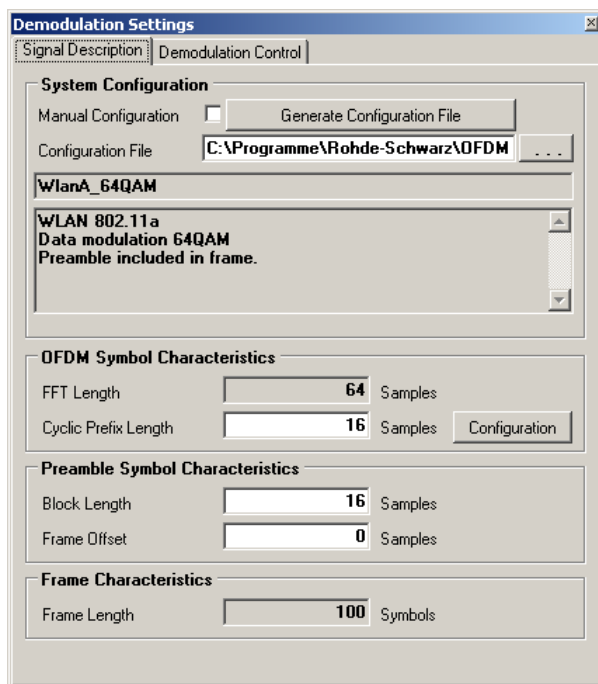 Demodulation Settings
Signal Description Demodulation Control
System Configuration
Manual Configuration Generate Configuration File
Configuration File C:\Programme\Rohde-Schwarz\OFDM ...
WlanA_64QAM
WLAN 802.11a
Data modulation 64QAM
Preamble included in frame.
OFDM Symbol Characteristics
FFT Length 64 Samples
Cyclic Prefix Length 16 Samples Configuration
Preamble Symbol Characteristics
Block Length 16 Samples
Frame Offset 0 Samples
Frame Characteristics
Frame Length 100 Symbols